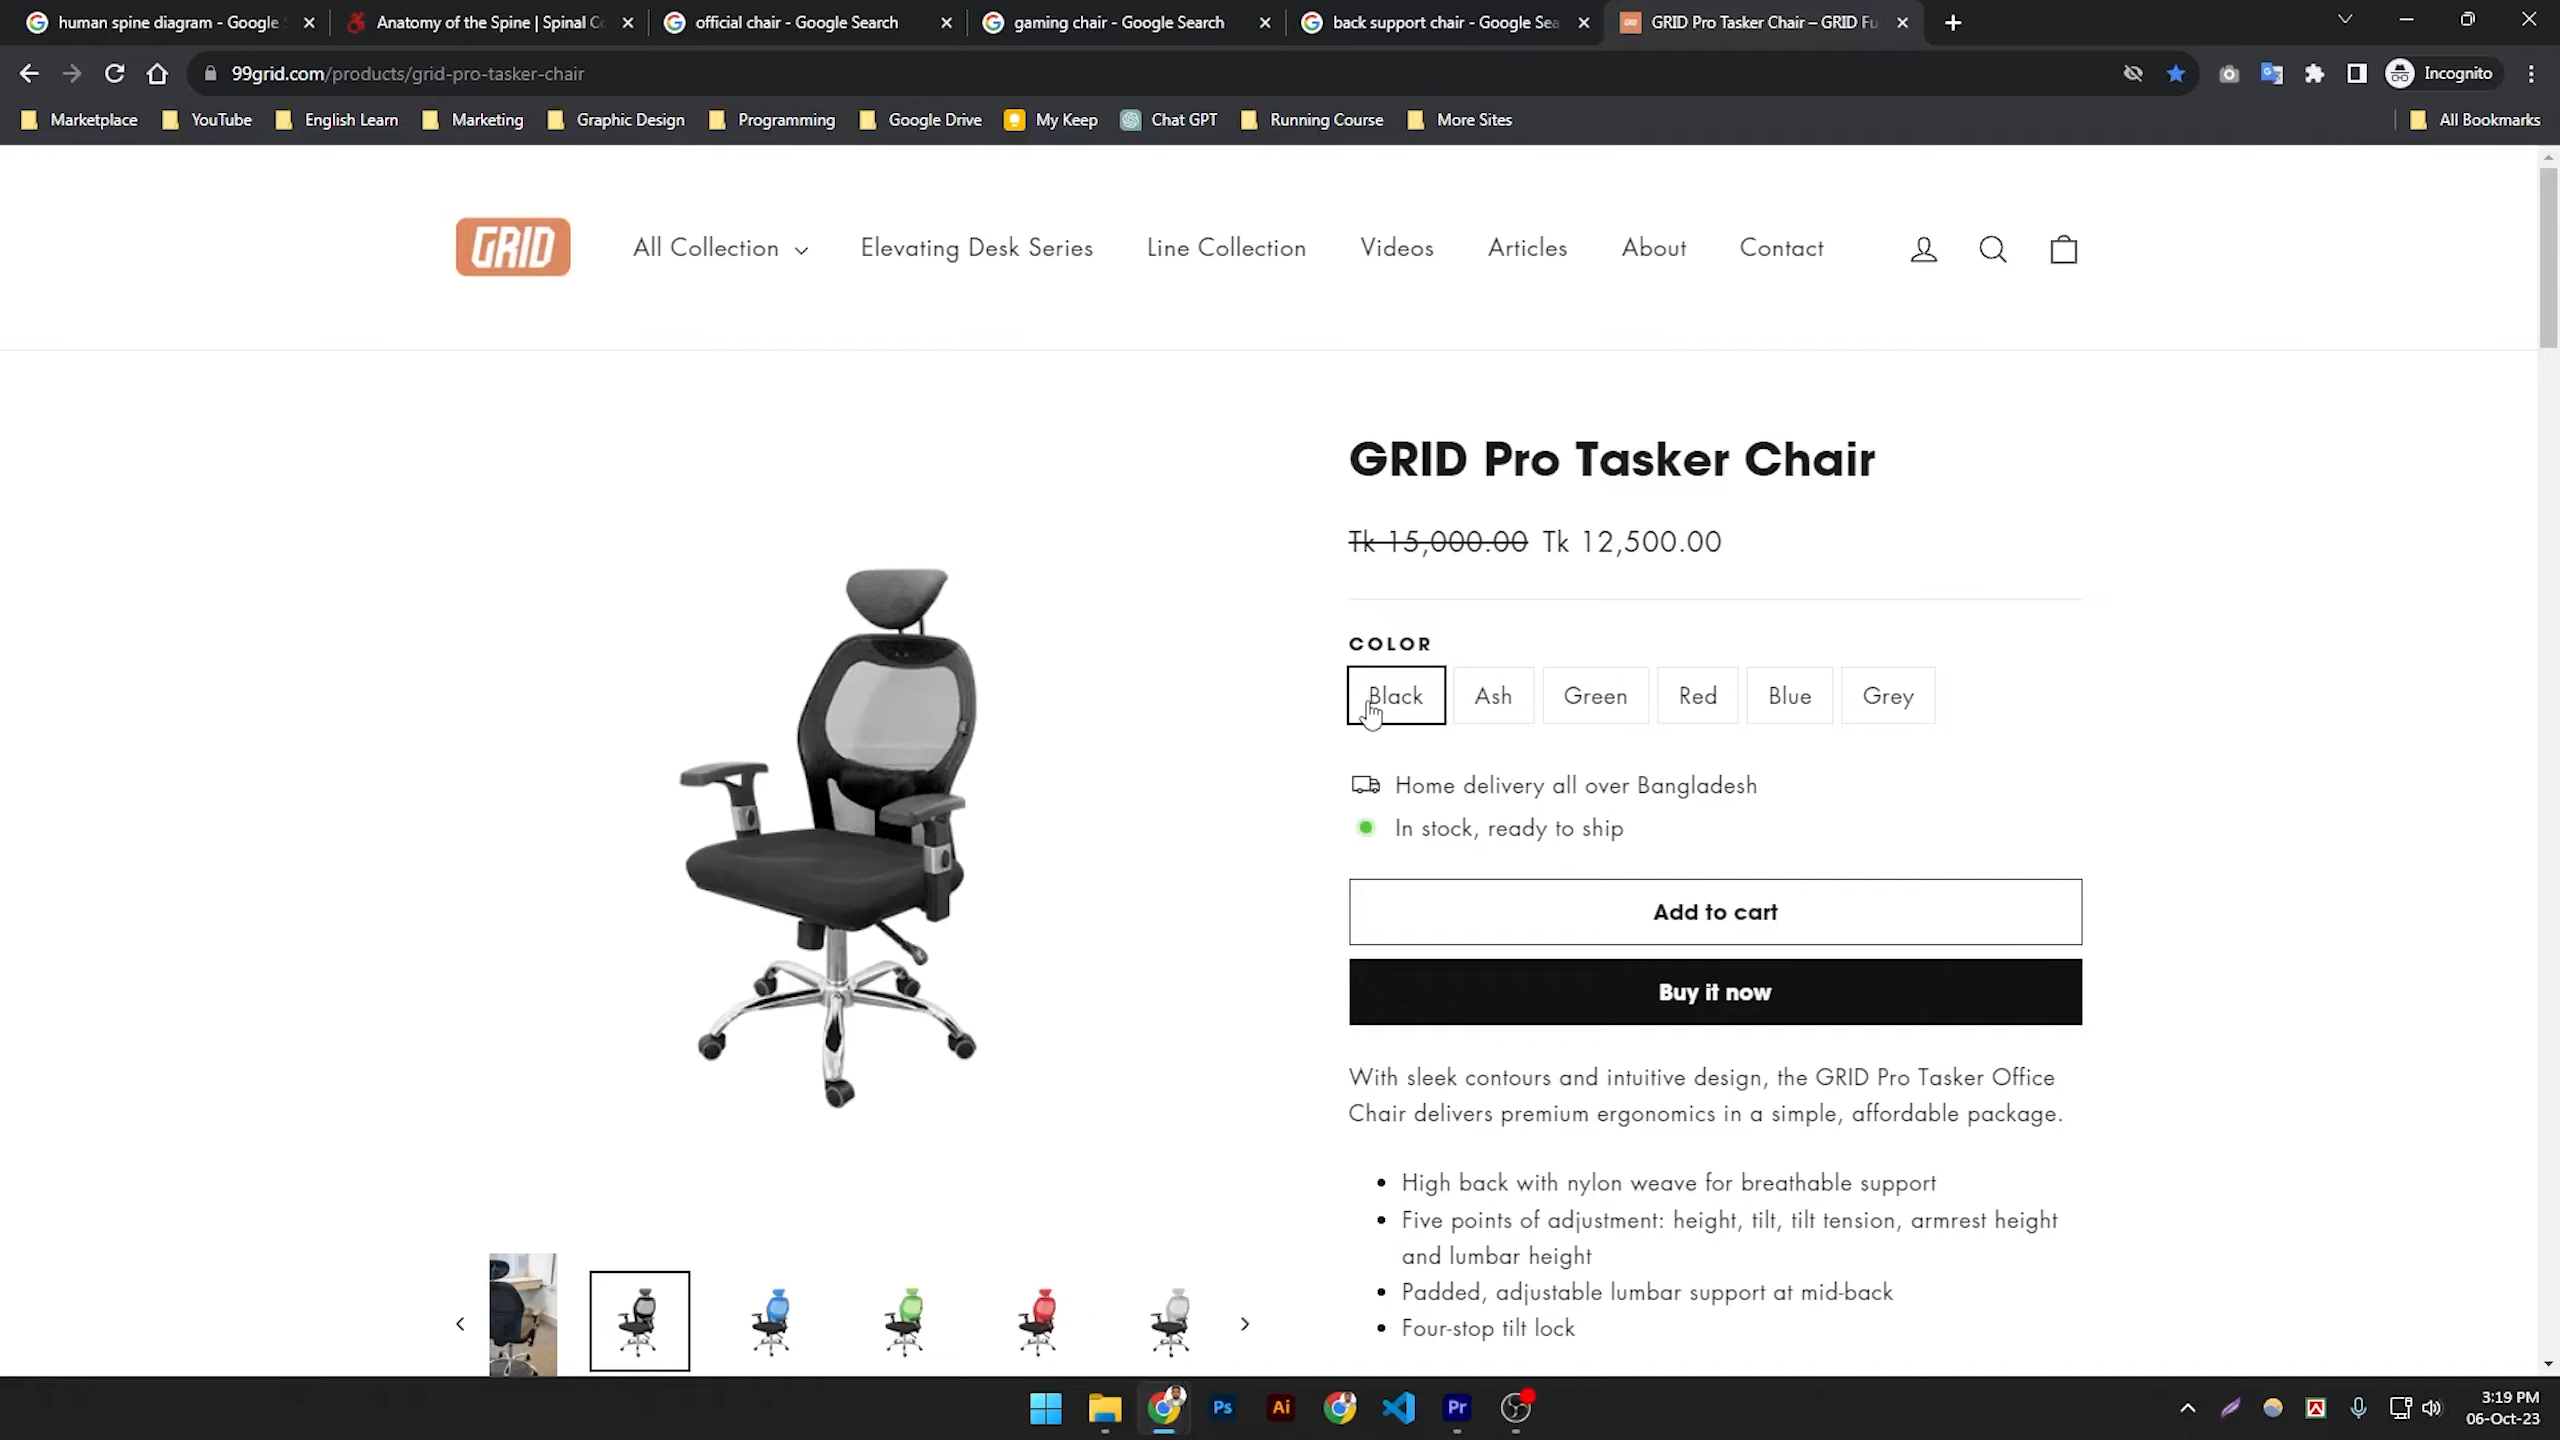 human spine diagram - Google
Anatomy of the Spine | Spinal Co
official chair - Google Search
gaming chair - Google Search
back support chair - Google Sea
GRID Pro Tasker Chair – GRID Fu
99grid.com/products/grid-pro-tasker-chair
Incognito
Marketplace
YouTube
English Learn
Marketing
Graphic Design
Programming
Google Drive
My Keep
Chat GPT
Running Course
More Sites
All Bookmarks
GRID
All Collection
Elevating Desk Series
Line Collection
Videos
Articles
About
Contact
GRID Pro Tasker Chair
Tk 15,000.00 Tk 12,500.00
COLOR
Black
Ash
Green
Red
Blue
Grey
Home delivery all over Bangladesh
In stock, ready to ship
Add to cart
Buy it now
With sleek contours and intuitive design, the GRID Pro Tasker Office
Chair delivers premium ergonomics in a simple, affordable package.
High back with nylon weave for breathable support
Five points of adjustment: height, tilt, tilt tension, armrest height
and lumbar height
Padded, adjustable lumbar support at mid-back
Four-stop tilt lock
Ps
Ai
Pr
3:19 PM
06-Oct-23